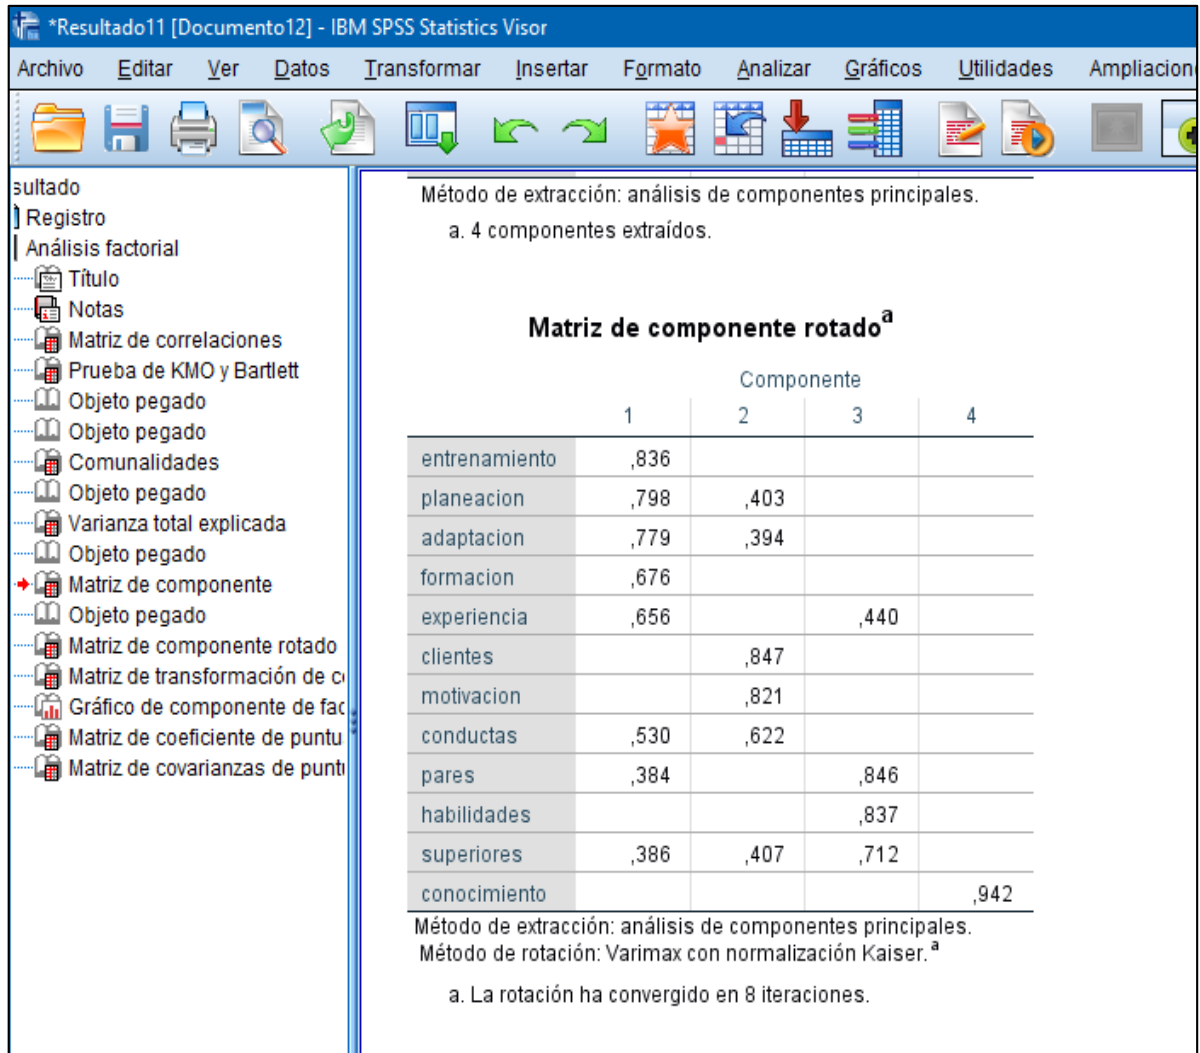 *Resultado11 [Documento12] - IBM SPSS Statistics Visor
Archivo Editar Ver Datos Transformar Insertar Formato Analizar Gráficos Utilidades Ampliacion
sultado
Registro
Análisis factorial
Título
Notas
Matriz de correlaciones
Prueba de KMO y Bartlett
Objeto pegado
Objeto pegado
Comunalidades
Objeto pegado
Varianza total explicada
Objeto pegado
Matriz de componente
Objeto pegado
Matriz de componente rotado
Matriz de transformación de c
Gráfico de componente de fac
Matriz de coeficiente de puntu
Matriz de covarianzas de punt
Método de extracción: análisis de componentes principales.
a. 4 componentes extraídos.
Matriz de componente rotadoª
Componente
1 2 3 4
entrenamiento ,836
planeacion ,798 ,403
adaptacion ,779 ,394
formacion ,676
experiencia ,656 ,440
clientes ,847
motivacion ,821
conductas ,530 ,622
pares ,384 ,846
habilidades ,837
superiores ,386 ,407 ,712
conocimiento ,942
Método de extracción: análisis de componentes principales.
Método de rotación: Varimax con normalización Kaiser.ª
a. La rotación ha convergido en 8 iteraciones.